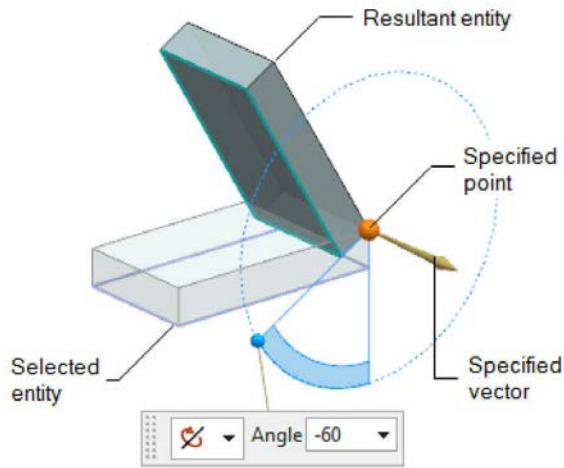 Resultant entity
Specified
point
Selected
entity
Specified
vector
Angle -60